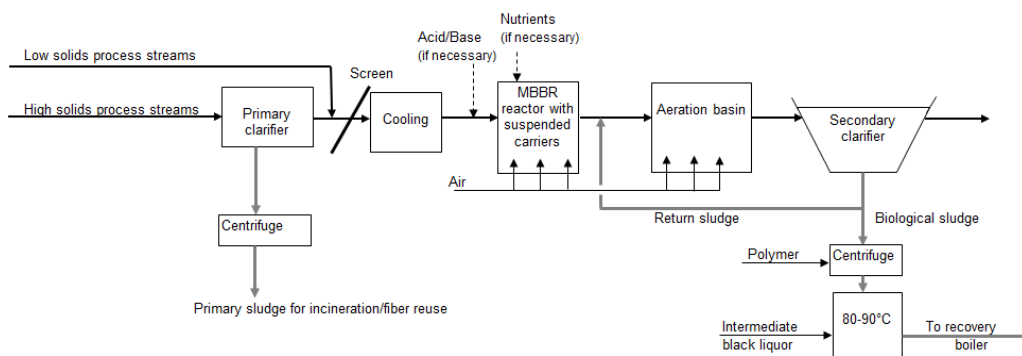 Nutrients
(if necessary)
Acid/Base
(if necessary)
Low solids process streams
Screen
High solids process streams
Primary
clarifier
Cooling
MBBR
reactor with
suspended
carriers
Aeration basin
Secondary
clarifier
Air
Return sludge
Biological sludge
Centrifuge
Polymer
Centrifuge
Primary sludge for incineration/fiber reuse
Intermediate
black liquor
80-90°C
To recovery
boiler